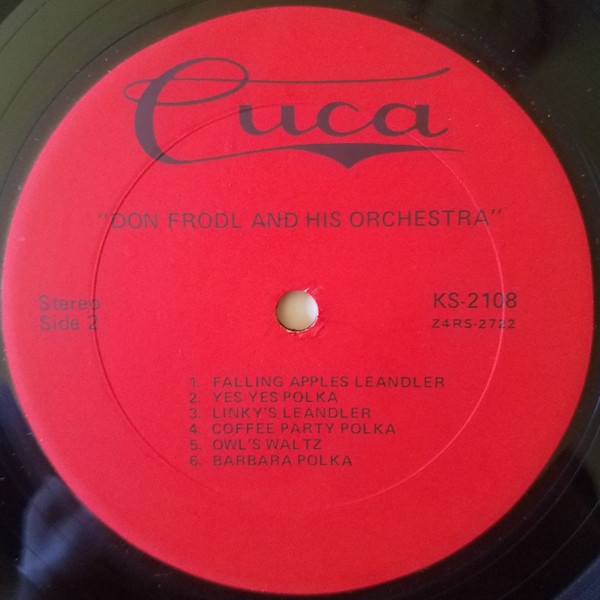 Cuca
"DON FRODL AND HIS ORCHESTRA"
Stereo
Side 2
KS-2108
Z4RS-2722
1. FALLING APPLES LEANDLER
2. YES YES POLKA
3. LINKY'S LEANDLER
4. COFFEE PARTY POLKA
5. OWL'S WALTZ
6. BARBARA POLKA